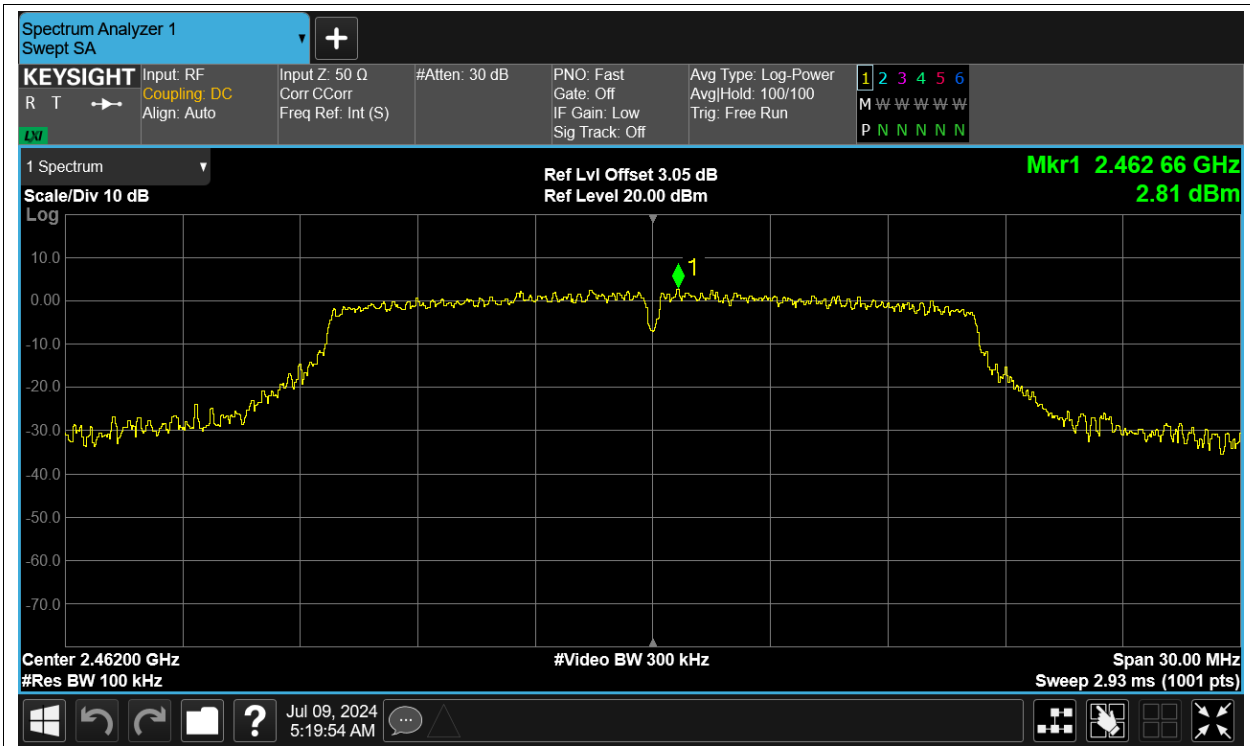 Spectrum Analyzer 1
Swept SA
KEYSIGHT
R T
LXI
Input: RF
Coupling: DC
Align: Auto
Input Z: 50 Ω
Corr CCorr
Freq Ref: Int (S)
#Atten: 30 dB
PNO: Fast
Gate: Off
IF Gain: Low
Sig Track: Off
Avg Type: Log-Power
Avg|Hold: 100/100
Trig: Free Run
1 2 3 4 5 6
M W W W W W
P N N N N N
1 Spectrum
Scale/Div 10 dB
Log
Ref Lvl Offset 3.05 dB
Ref Level 20.00 dBm
Mkr1 2.462 66 GHz
2.81 dBm
1
10.0
0.00
-10.0
-20.0
-30.0
-40.0
-50.0
-60.0
-70.0
Center 2.46200 GHz
#Res BW 100 kHz
#Video BW 300 kHz
Span 30.00 MHz
Sweep 2.93 ms (1001 pts)
?
Jul 09, 2024
5:19:54 AM